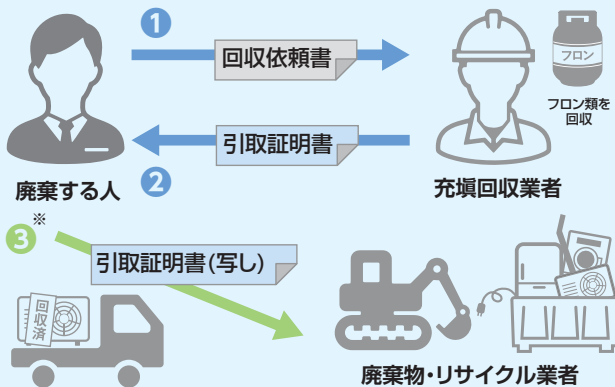 1
回収依頼書
フロン
フロン類を
回収
引取証明書
2
廃棄する人
充塡回収業者
3
※
引取証明書(写し)
回収済
廃棄物・リサイクル業者